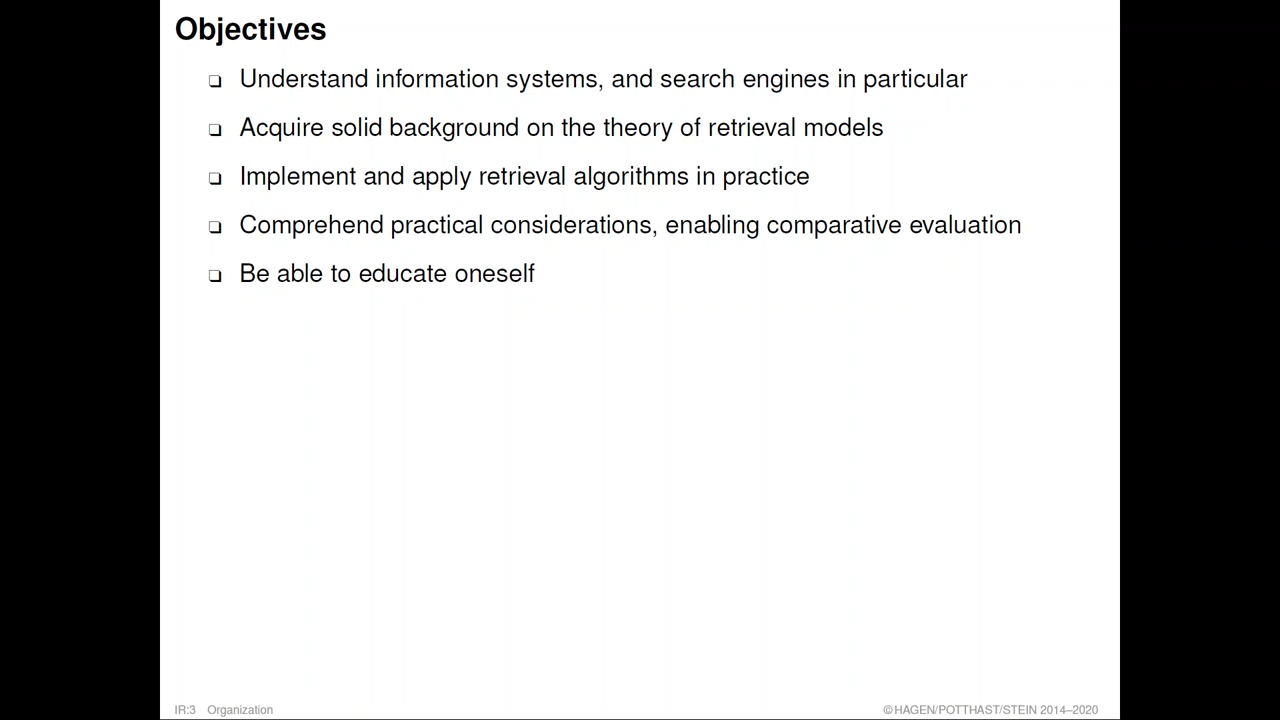 Objectives
❏ Understand information systems, and search engines in particular
❏ Acquire solid background on the theory of retrieval models
❏ Implement and apply retrieval algorithms in practice
❏ Comprehend practical considerations, enabling comparative evaluation
❏ Be able to educate oneself
IR:3 Organization ©HAGEN/POTTHAST/STEIN 2014–2020